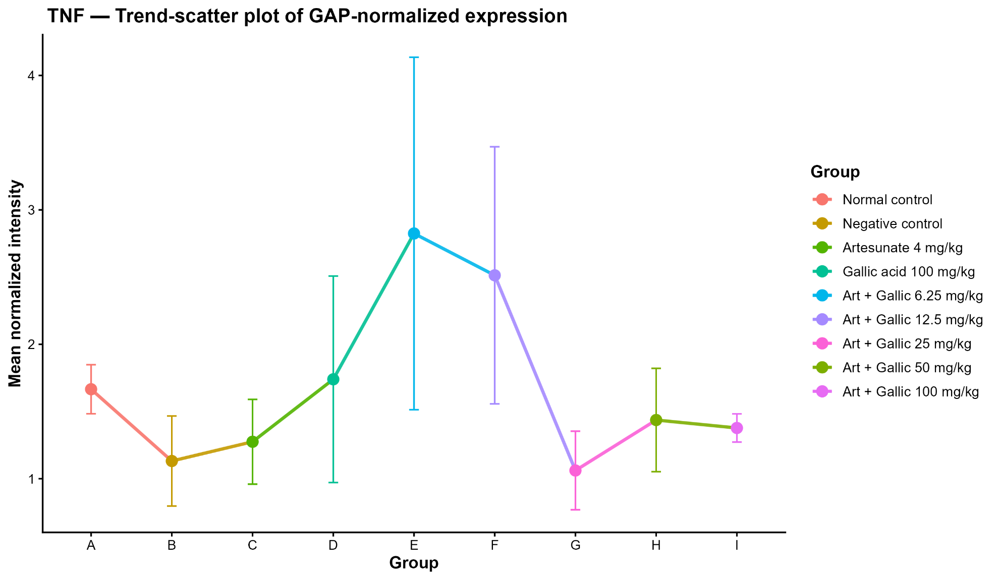 TNF — Trend-scatter plot of GAP-normalized expression
Mean normalized intensity
4
3
2
1
A B C D E F G H I
Group
Group
Normal control
Negative control
Artesunate 4 mg/kg
Gallic acid 100 mg/kg
Art + Gallic 6.25 mg/kg
Art + Gallic 12.5 mg/kg
Art + Gallic 25 mg/kg
Art + Gallic 50 mg/kg
Art + Gallic 100 mg/kg